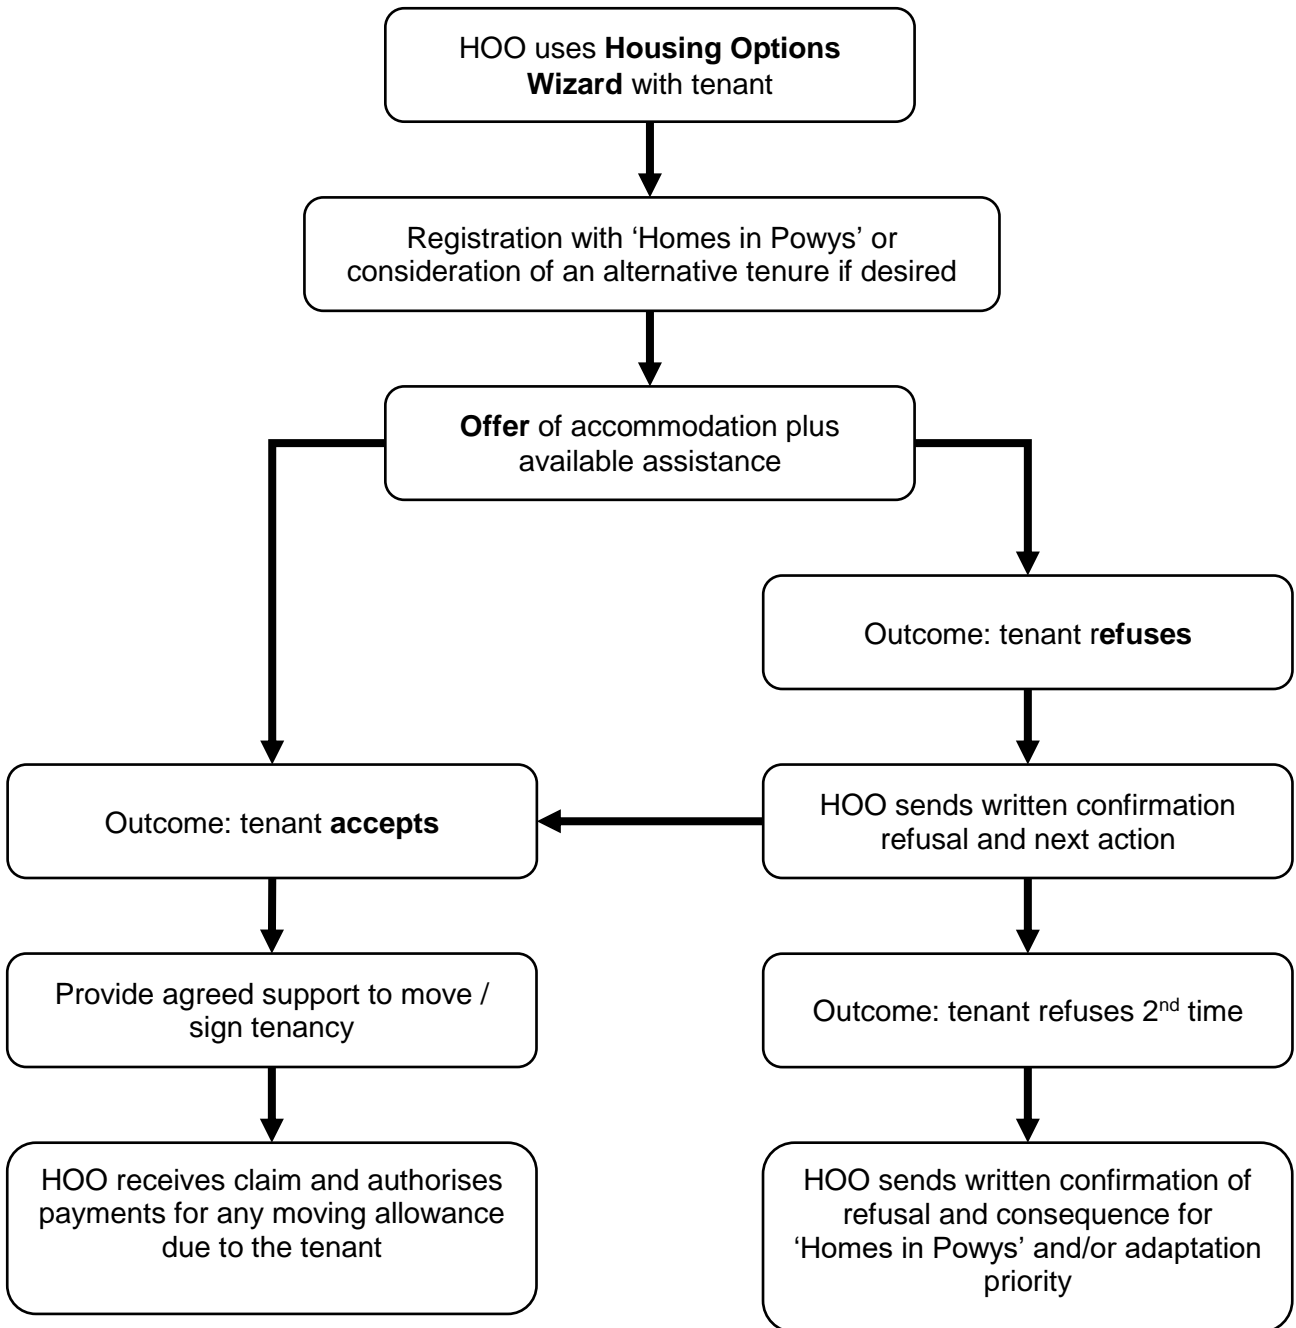 HOO uses Housing Options
Wizard with tenant
Registration with ‘Homes in Powys’ or
consideration of an alternative tenure if desired
Offer of accommodation plus
available assistance
Outcome: tenant refuses
Outcome: tenant accepts
HOO sends written confirmation
refusal and next action
Provide agreed support to move /
sign tenancy
Outcome: tenant refuses 2nd time
HOO receives claim and authorises
payments for any moving allowance
due to the tenant
HOO sends written confirmation of
refusal and consequence for
‘Homes in Powys’ and/or adaptation
priority